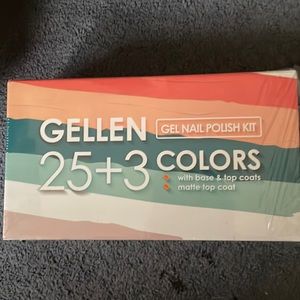 GELLEN GEL NAIL POLISH KIT
25+3 COLORS
with base & top coats
matte top coat